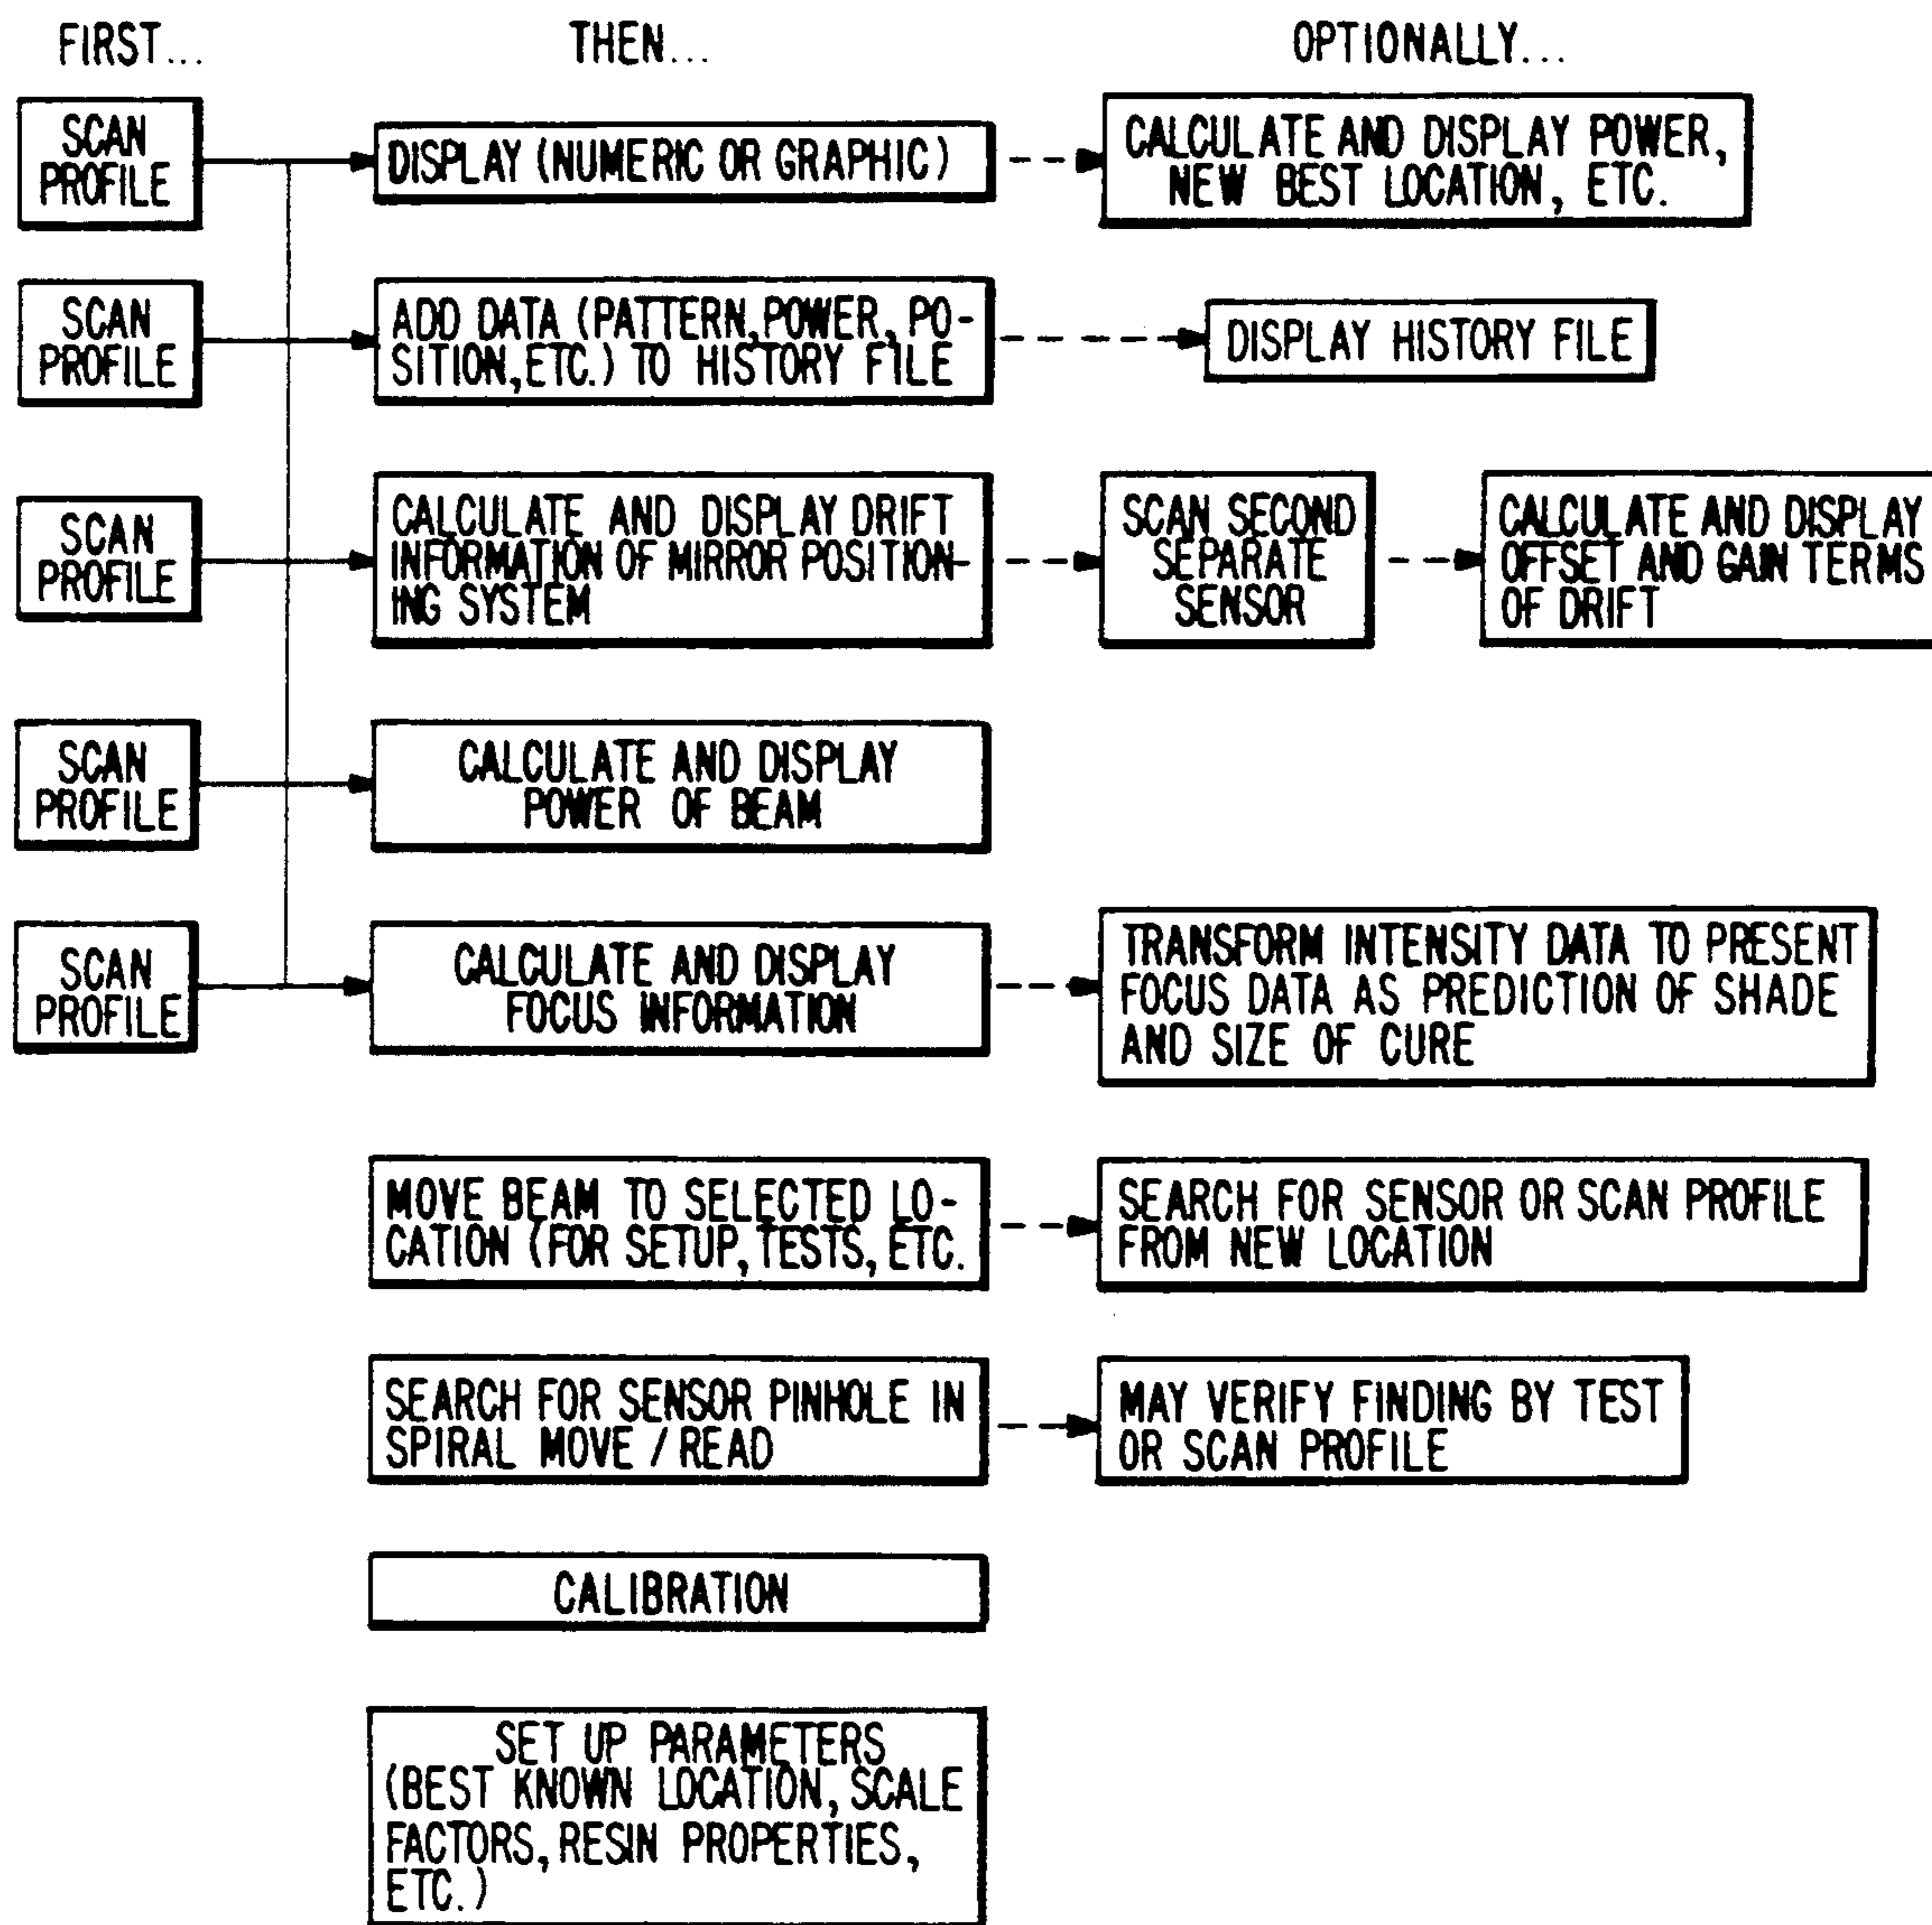 FIRST...
THEN...
OPTIONALLY...
SCAN
PROFILE
DISPLAY (NUMERIC OR GRAPHIC)
CALCULATE AND DISPLAY POWER,
NEW BEST LOCATION, ETC.
SCAN
PROFILE
ADD DATA (PATTERN, POWER, PO-
SITION, ETC.) TO HISTORY FILE
DISPLAY HISTORY FILE
SCAN
PROFILE
CALCULATE AND DISPLAY DRIFT
INFORMATION OF MIRROR POSITION-
ING SYSTEM
SCAN SECOND
SEPARATE
SENSOR
CALCULATE AND DISPLAY
OFFSET AND GAIN TERMS
OF DRIFT
SCAN
PROFILE
CALCULATE AND DISPLAY
POWER OF BEAM
SCAN
PROFILE
CALCULATE AND DISPLAY
FOCUS INFORMATION
TRANSFORM INTENSITY DATA TO PRESENT
FOCUS DATA AS PREDICTION OF SHADE
AND SIZE OF CURE
MOVE BEAM TO SELECTED LO-
CATION (FOR SETUP, TESTS, ETC.
SEARCH FOR SENSOR OR SCAN PROFILE
FROM NEW LOCATION
SEARCH FOR SENSOR PINHOLE IN
SPIRAL MOVE / READ
MAY VERIFY FINDING BY TEST
OR SCAN PROFILE
CALIBRATION
SET UP PARAMETERS
(BEST KNOWN LOCATION, SCALE
FACTORS, RESIN PROPERTIES,
ETC.)